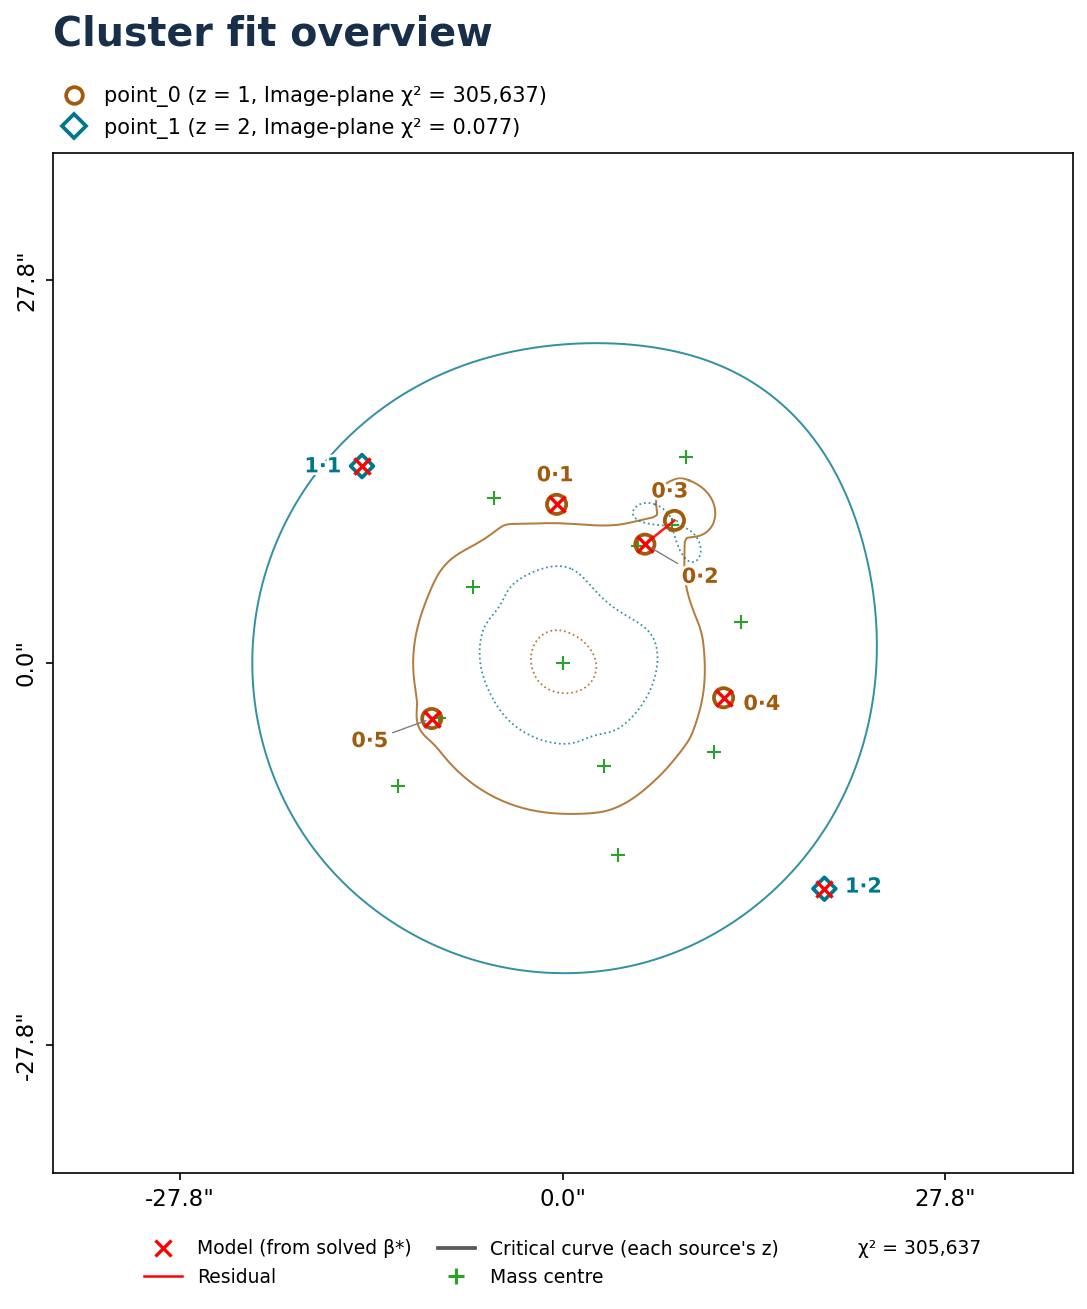 Cluster fit overview
point_0 (z = 1, Image-plane χ² = 305,637)
point_1 (z = 2, Image-plane χ² = 0.077)
27.8"
1·1
0·1
0·3
0·2
0.0"
0·4
0·5
1·2
-27.8"
-27.8" 0.0" 27.8"
Model (from solved β*) Critical curve (each source's z) χ² = 305,637
Residual Mass centre